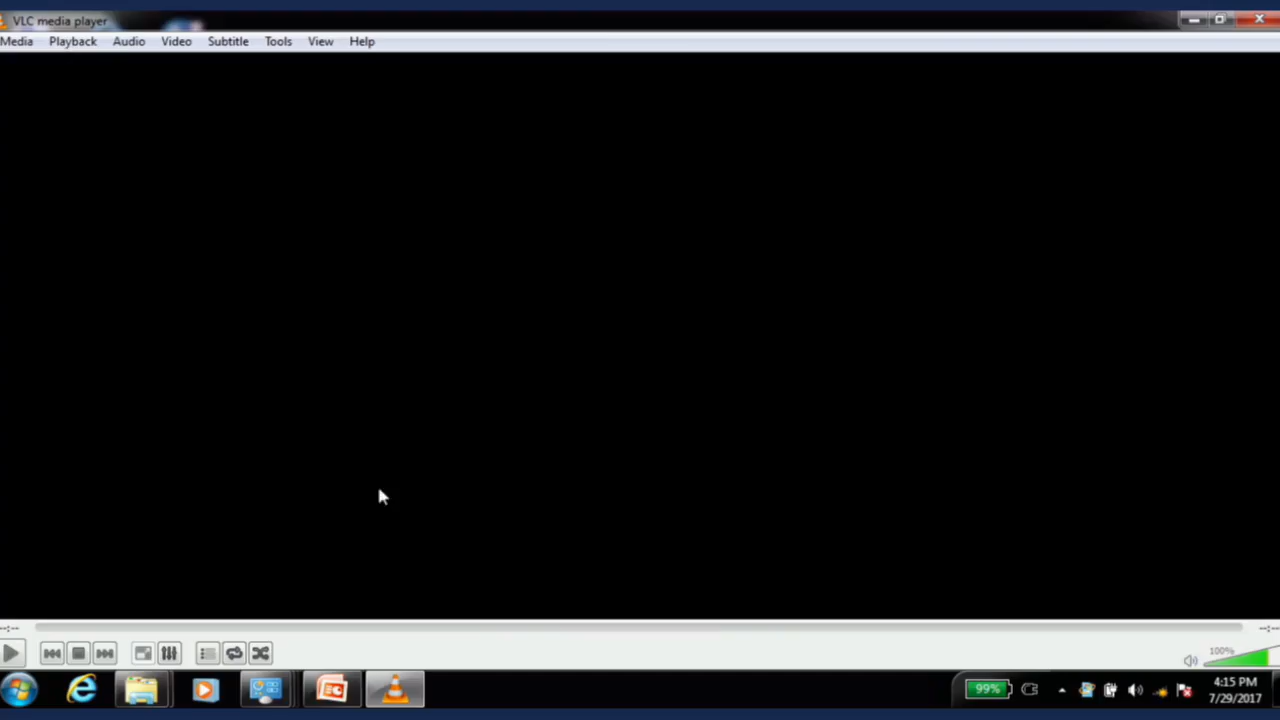 VLC media player
Media Playback Audio Video Subtitle Tools View Help
--:-- --:--
100%
99%
4:15 PM
7/29/2017